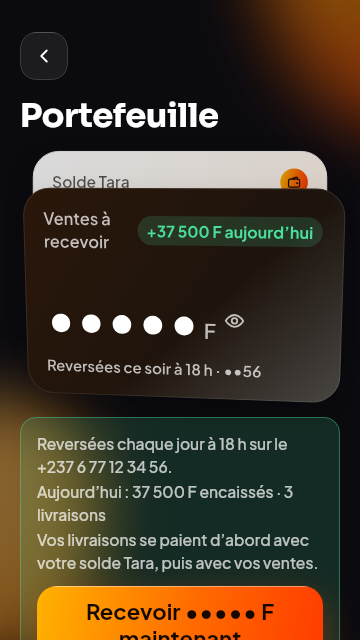 Portefeuille
Solde Tara
Ventes à
recevoir
+37 500 F aujourd’hui
●●●●● F
Reversées ce soir à 18 h · ●●56
Reversées chaque jour à 18 h sur le
+237 6 77 12 34 56.
Aujourd’hui : 37 500 F encaissés · 3
livraisons
Vos livraisons se paient d’abord avec
votre solde Tara, puis avec vos ventes.
Recevoir ●●●●● F
maintenant